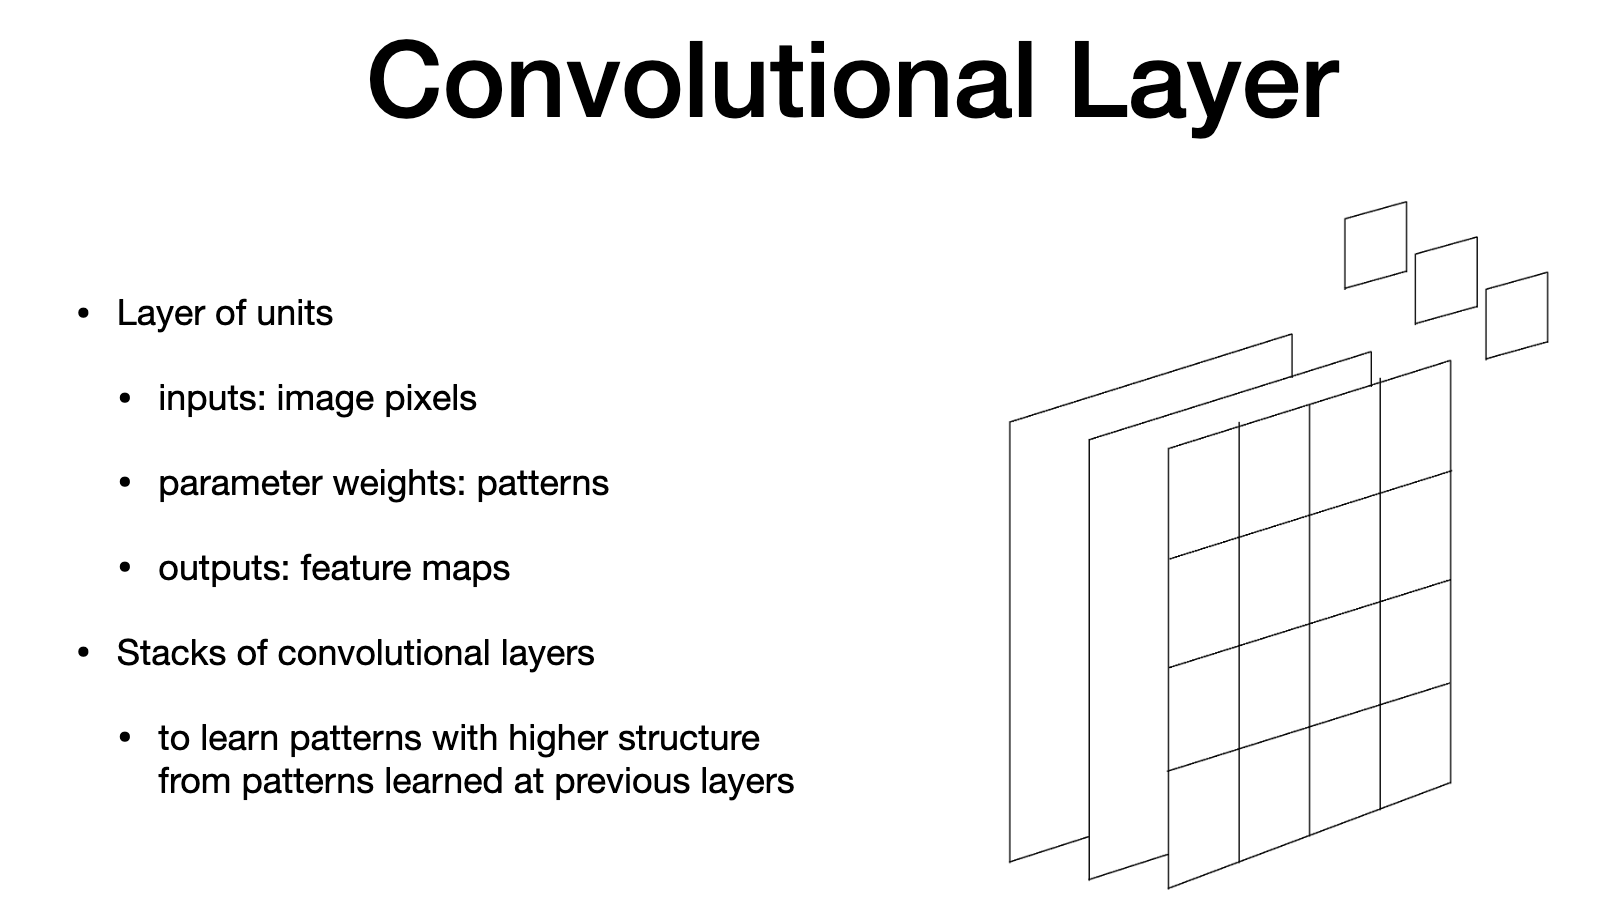 Convolutional Layer
• Layer of units
• inputs: image pixels
• parameter weights: patterns
• outputs: feature maps
• Stacks of convolutional layers
• to learn patterns with higher structure
from patterns learned at previous layers